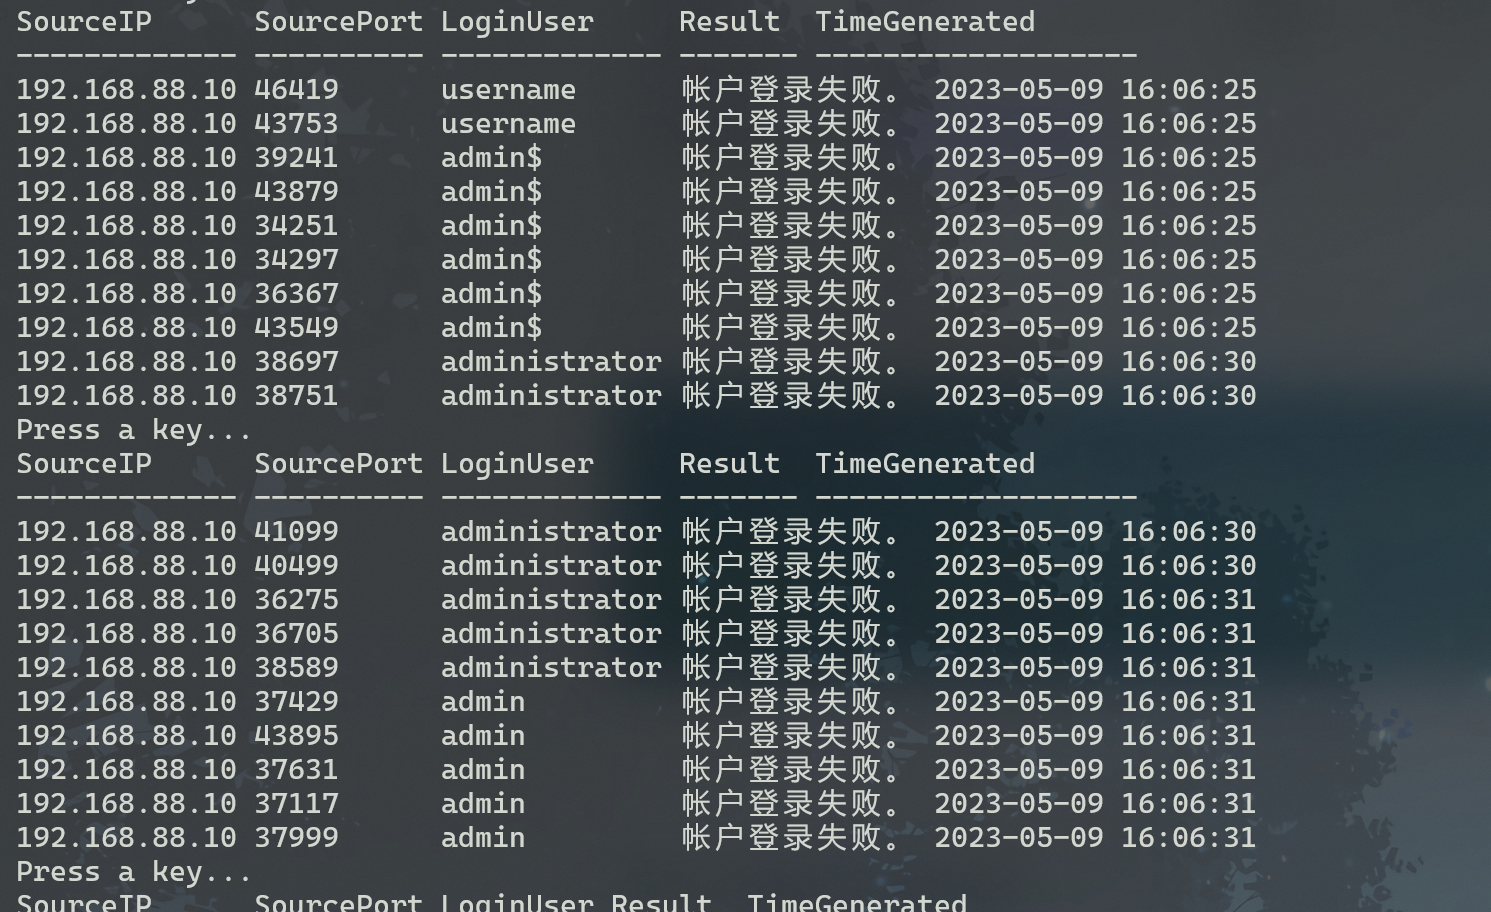 SourceIP SourcePort LoginUser Result TimeGenerated
------------- ---------- ------------- ------- -------------------
192.168.88.10 46419 username 帐户登录失败。 2023-05-09 16:06:25
192.168.88.10 43753 username 帐户登录失败。 2023-05-09 16:06:25
192.168.88.10 39241 admin$ 帐户登录失败。 2023-05-09 16:06:25
192.168.88.10 43879 admin$ 帐户登录失败。 2023-05-09 16:06:25
192.168.88.10 34251 admin$ 帐户登录失败。 2023-05-09 16:06:25
192.168.88.10 34297 admin$ 帐户登录失败。 2023-05-09 16:06:25
192.168.88.10 36367 admin$ 帐户登录失败。 2023-05-09 16:06:25
192.168.88.10 43549 admin$ 帐户登录失败。 2023-05-09 16:06:25
192.168.88.10 38697 administrator 帐户登录失败。 2023-05-09 16:06:30
192.168.88.10 38751 administrator 帐户登录失败。 2023-05-09 16:06:30
Press a key...
SourceIP SourcePort LoginUser Result TimeGenerated
------------- ---------- ------------- ------- -------------------
192.168.88.10 41099 administrator 帐户登录失败。 2023-05-09 16:06:30
192.168.88.10 40499 administrator 帐户登录失败。 2023-05-09 16:06:30
192.168.88.10 36275 administrator 帐户登录失败。 2023-05-09 16:06:31
192.168.88.10 36705 administrator 帐户登录失败。 2023-05-09 16:06:31
192.168.88.10 38589 administrator 帐户登录失败。 2023-05-09 16:06:31
192.168.88.10 37429 admin 帐户登录失败。 2023-05-09 16:06:31
192.168.88.10 43895 admin 帐户登录失败。 2023-05-09 16:06:31
192.168.88.10 37631 admin 帐户登录失败。 2023-05-09 16:06:31
192.168.88.10 37117 admin 帐户登录失败。 2023-05-09 16:06:31
192.168.88.10 37999 admin 帐户登录失败。 2023-05-09 16:06:31
Press a key...
SourceIP SourcePort LoginUser Result TimeGenerated